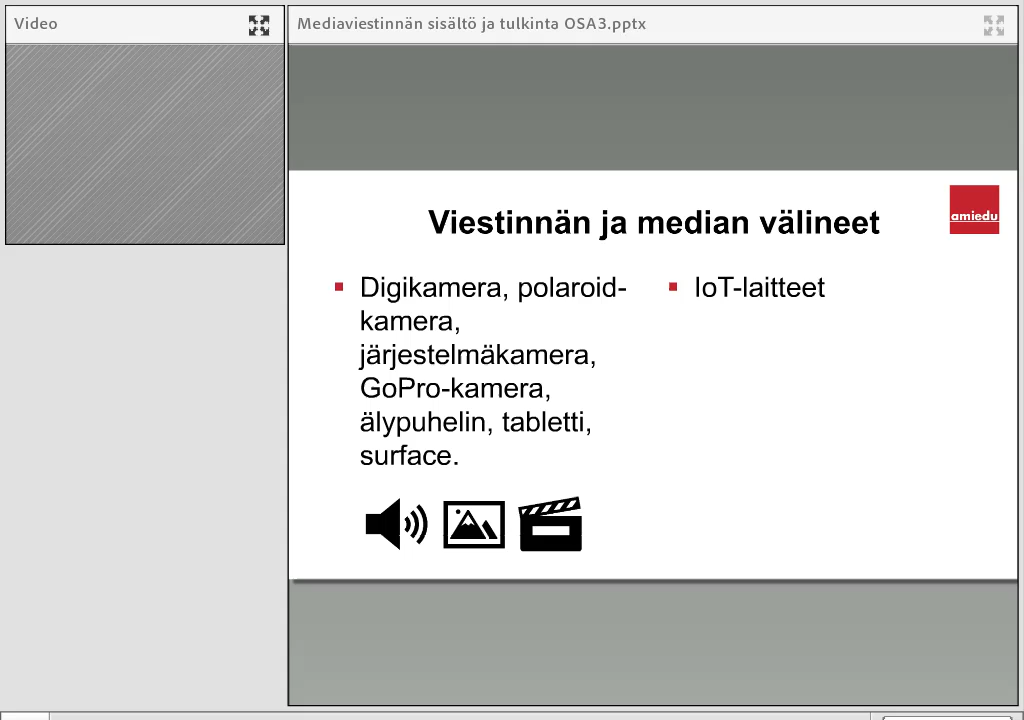 Video
Mediaviestinnän sisältö ja tulkinta OSA3.pptx
Viestinnän ja median välineet
amiedu
Digikamera, polaroid-
kamera,
järjestelmäkamera,
GoPro-kamera,
älypuhelin, tabletti,
surface.
IoT-laitteet